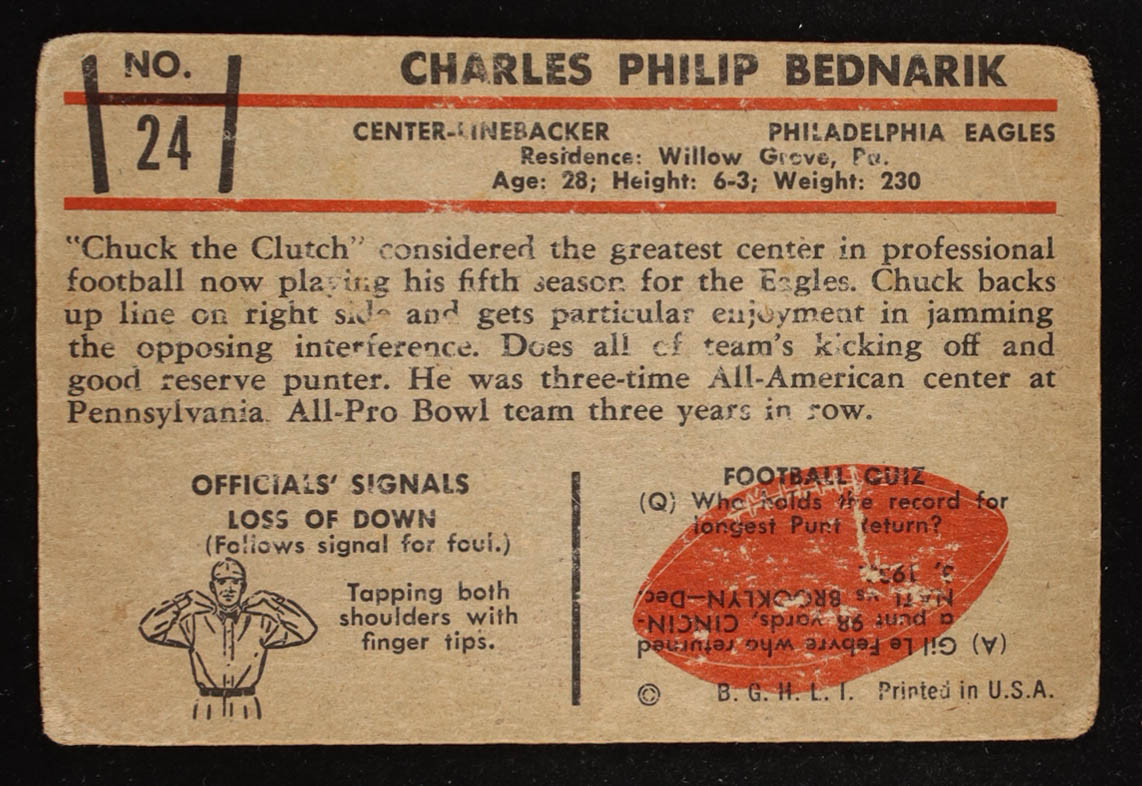 NO.
24
CHARLES PHILIP BEDNARIK
CENTER-LINEBACKER PHILADELPHIA EAGLES
Residence: Willow Grove, Pa.
Age: 28; Height: 6-3; Weight: 230
"Chuck the Clutch" considered the greatest center in professional
football now playing his fifth season for the Eagles. Chuck backs
up line on right side and gets particular enjoyment in jamming
the opposing interference. Does all of team's kicking off and
good reserve punter. He was three-time All-American center at
Pennsylvania. All-Pro Bowl team three years in row.
OFFICIALS' SIGNALS
LOSS OF DOWN
(Follows signal for foul.)
Tapping both
shoulders with
finger tips.
FOOTBALL QUIZ
(Q) Who holds the record for
longest Punt Return?
(A) Gil Le Febvre who returned
a punt 98 yards, CINCIN-
NATI vs BROOKLYN—Dec.
3,
© B. G. H. L. I. Printed in U.S.A.